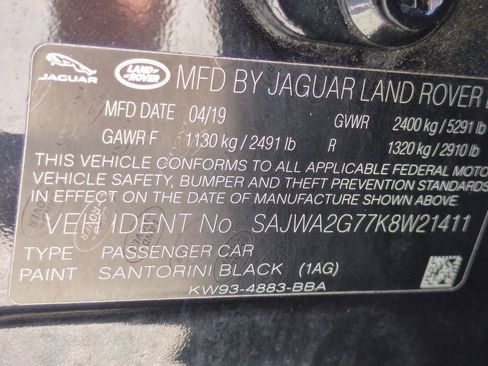 JAGUAR LAND ROVER MFD BY JAGUAR LAND ROVER
MFD DATE 04/19 GVWR 2400 kg / 5291 lb
GAWR F 1130 kg / 2491 lb R 1320 kg / 2910 lb
THIS VEHICLE CONFORMS TO ALL APPLICABLE FEDERAL MOTO
VEHICLE SAFETY, BUMPER AND THEFT PREVENTION STANDARDS
IN EFFECT ON THE DATE OF MANUFACTURE SHOWN ABOVE
VEH IDENT No. SAJWA2G77K8W21411
TYPE PASSENGER CAR
PAINT SANTORINI BLACK (1AG)
KW93-4883-BBA